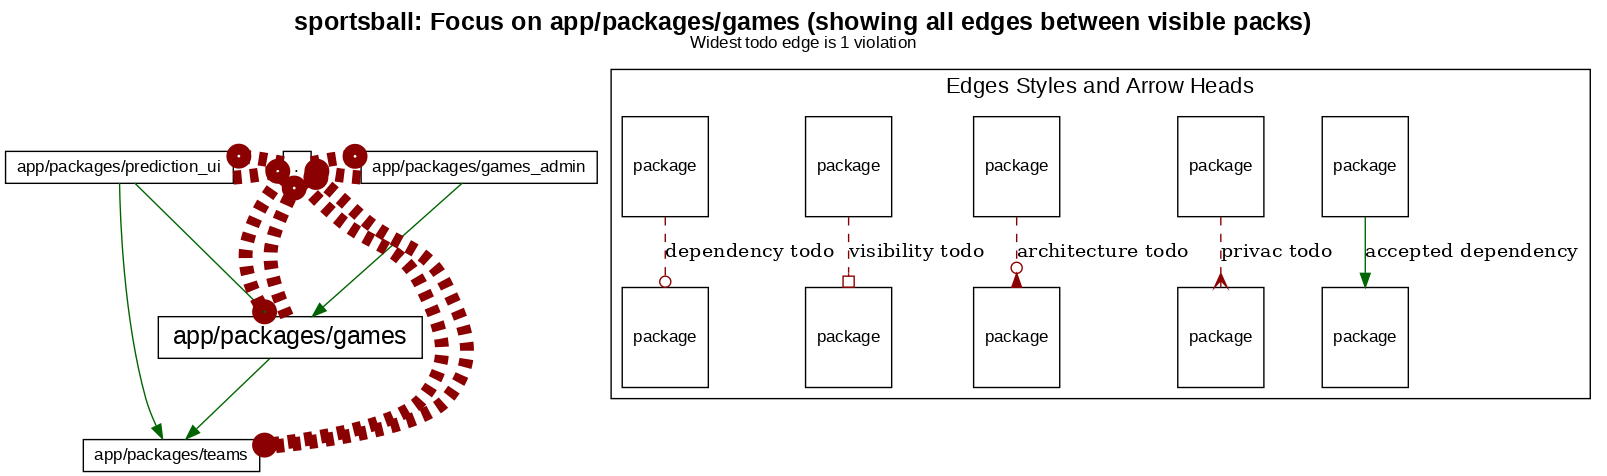 sportsball: Focus on app/packages/games (showing all edges between visible packs)
Widest todo edge is 1 violation
app/packages/prediction_ui
.
app/packages/games_admin
app/packages/games
app/packages/teams
Edges Styles and Arrow Heads
package
package
package
package
package
dependency todo
visibility todo
architecture todo
privac todo
accepted dependency
package
package
package
package
package